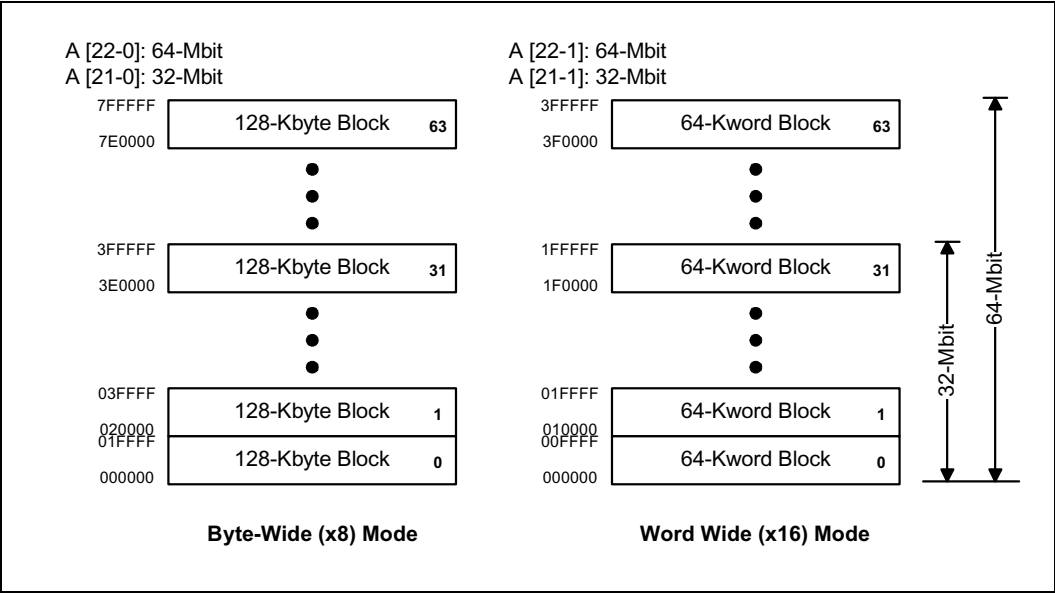 A [22-0]: 64-Mbit
A [21-0]: 32-Mbit
7FFFFF
128-Kbyte Block 63
7E0000
3FFFFF
128-Kbyte Block 31
3E0000
03FFFF
128-Kbyte Block 1
020000
01FFFF
128-Kbyte Block 0
000000
Byte-Wide (x8) Mode
A [22-1]: 64-Mbit
A [21-1]: 32-Mbit
3FFFFF
64-Kword Block 63
3F0000
1FFFFF
64-Kword Block 31
1F0000
01FFFF
64-Kword Block 1
010000
00FFFF
64-Kword Block 0
000000
Word Wide (x16) Mode
32-Mbit
64-Mbit